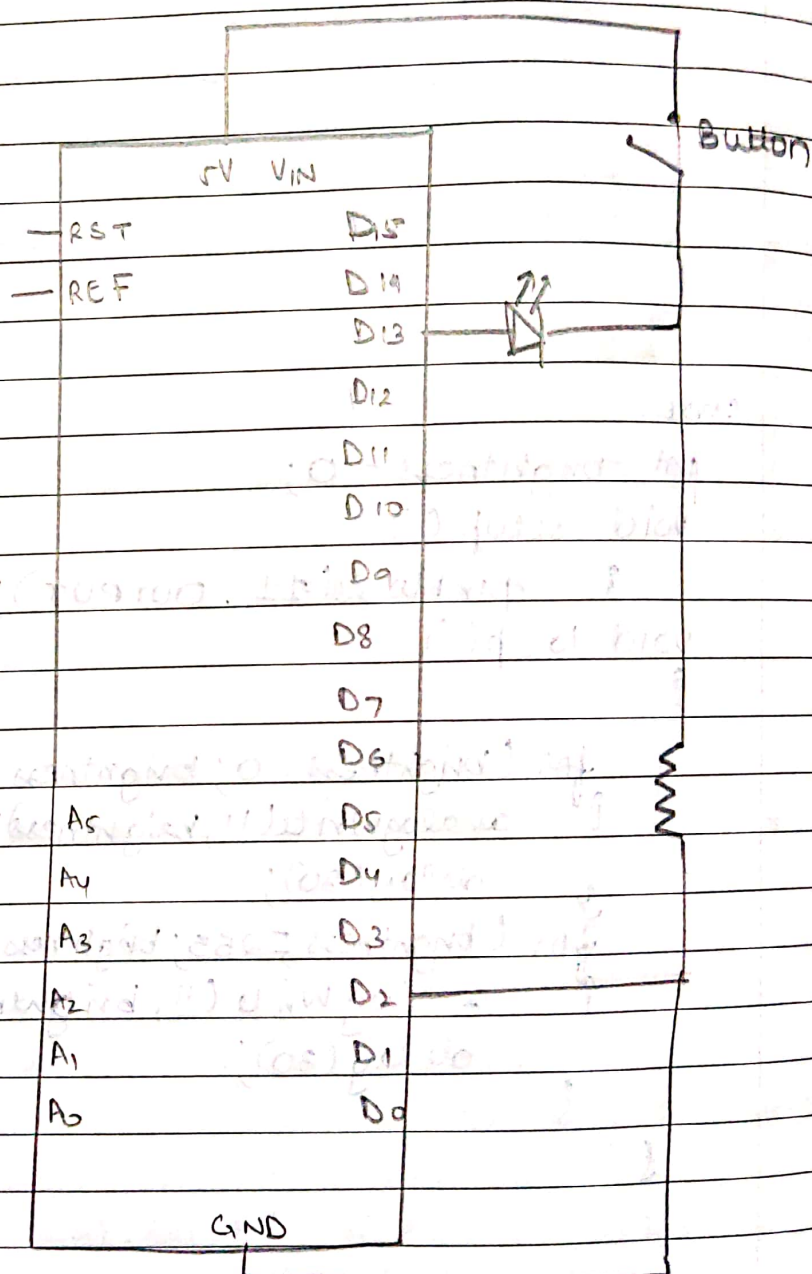 Button
5V VIN
RST D15
REF D14
D13
D12
D11
D10
D9
D8
D7
D6
A5 D5
A4 D4
A3 D3
A2 D2
A1 D1
A0 D0
GND